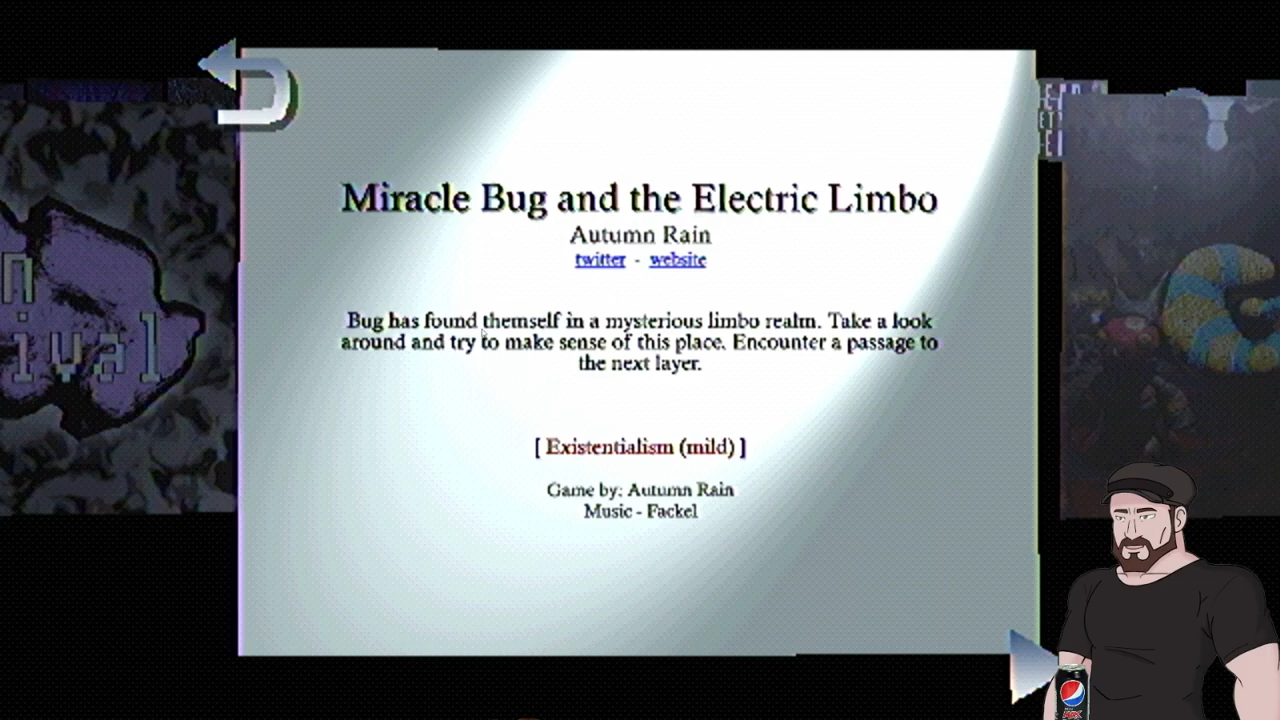 Miracle Bug and the Electric Limbo
Autumn Rain
twitter - website
Bug has found themself in a mysterious limbo realm. Take a look
around and try to make sense of this place. Encounter a passage to
the next layer.
[ Existentialism (mild) ]
Game by: Autumn Rain
Music - Fackel